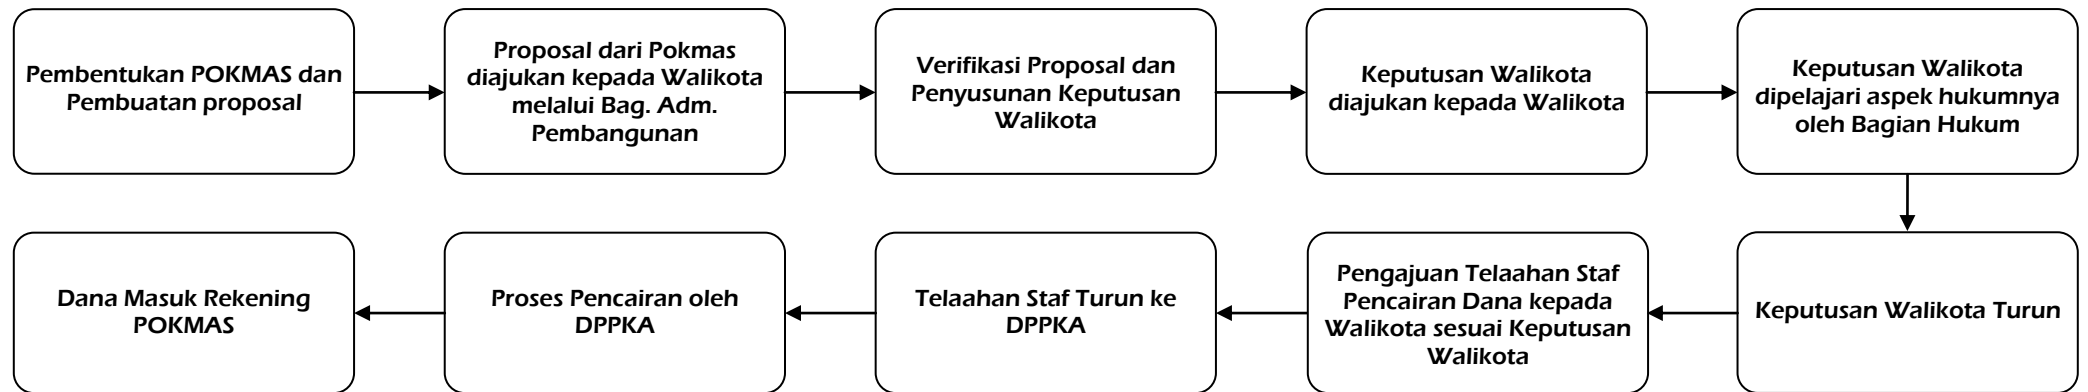 Pembentukan POKMAS dan
Pembuatan proposal
Proposal dari Pokmas
diajukan kepada Walikota
melalui Bag. Adm.
Pembangunan
Verifikasi Proposal dan
Penyusunan Keputusan
Walikota
Keputusan Walikota
diajukan kepada Walikota
Keputusan Walikota
dipelajari aspek hukumnya
oleh Bagian Hukum
Keputusan Walikota Turun
Pengajuan Telaahan Staf
Pencairan Dana kepada
Walikota sesuai Keputusan
Walikota
Telaahan Staf Turun ke
DPPKA
Proses Pencairan oleh
DPPKA
Dana Masuk Rekening
POKMAS